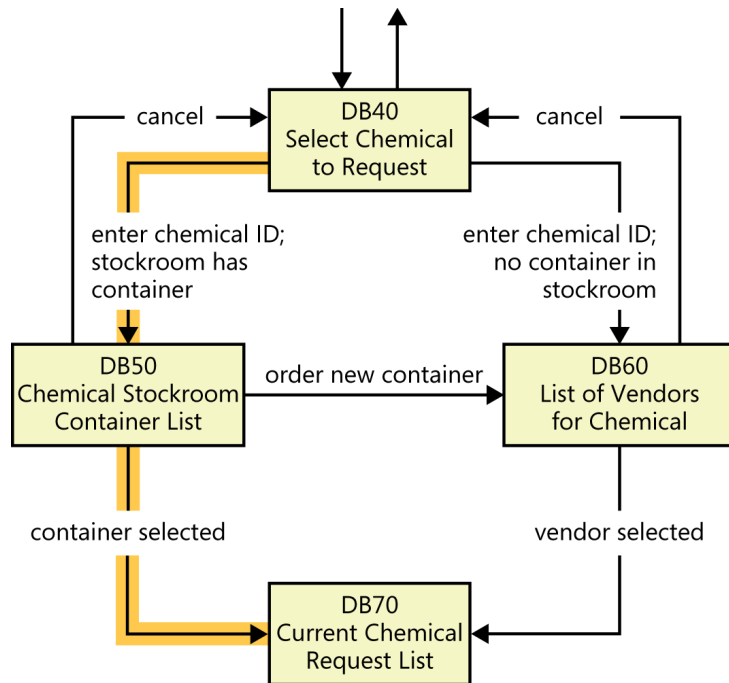 DB40
Select Chemical
to Request
cancel
cancel
enter chemical ID;
stockroom has
container
enter chemical ID;
no container in
stockroom
DB50
Chemical Stockroom
Container List
order new container
DB60
List of Vendors
for Chemical
container selected
vendor selected
DB70
Current Chemical
Request List